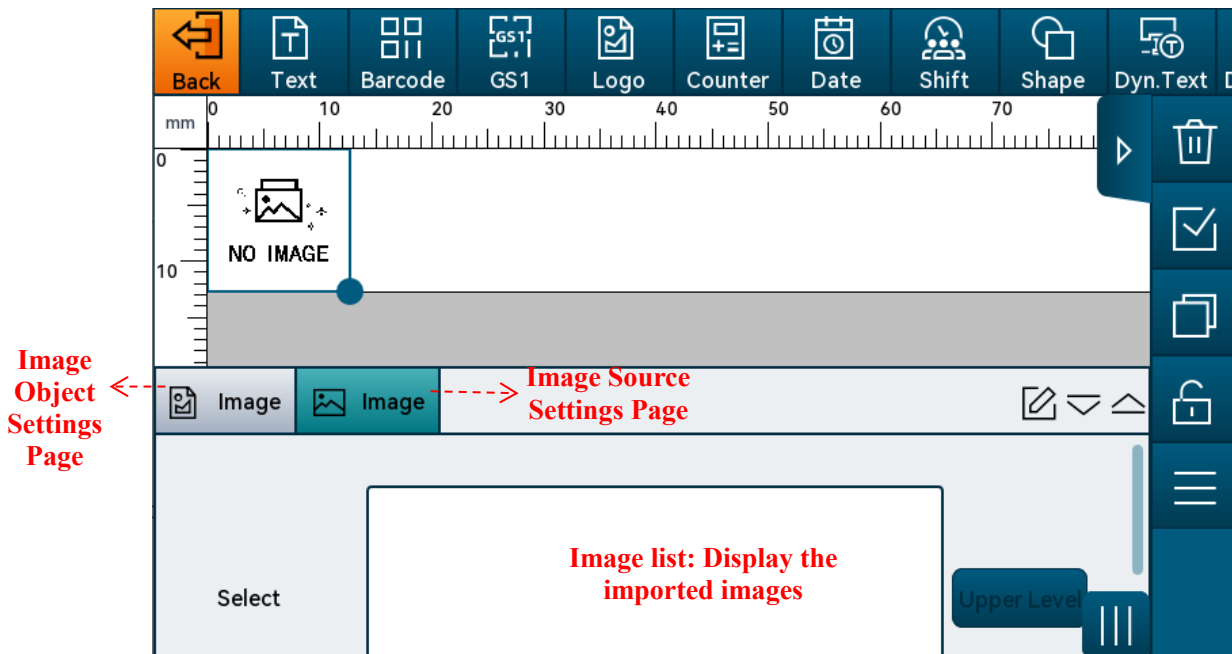 Back
Text
Barcode
GS1
GS1
Logo
Counter
Date
Shift
Shape
Dyn.Text
mm
0 10 20 30 40 50 60 70
0
NO IMAGE
10
Image
Object
Settings
Page
Image
Image
Image Source
Settings Page
Select
Image list: Display the
imported images
Upper Level